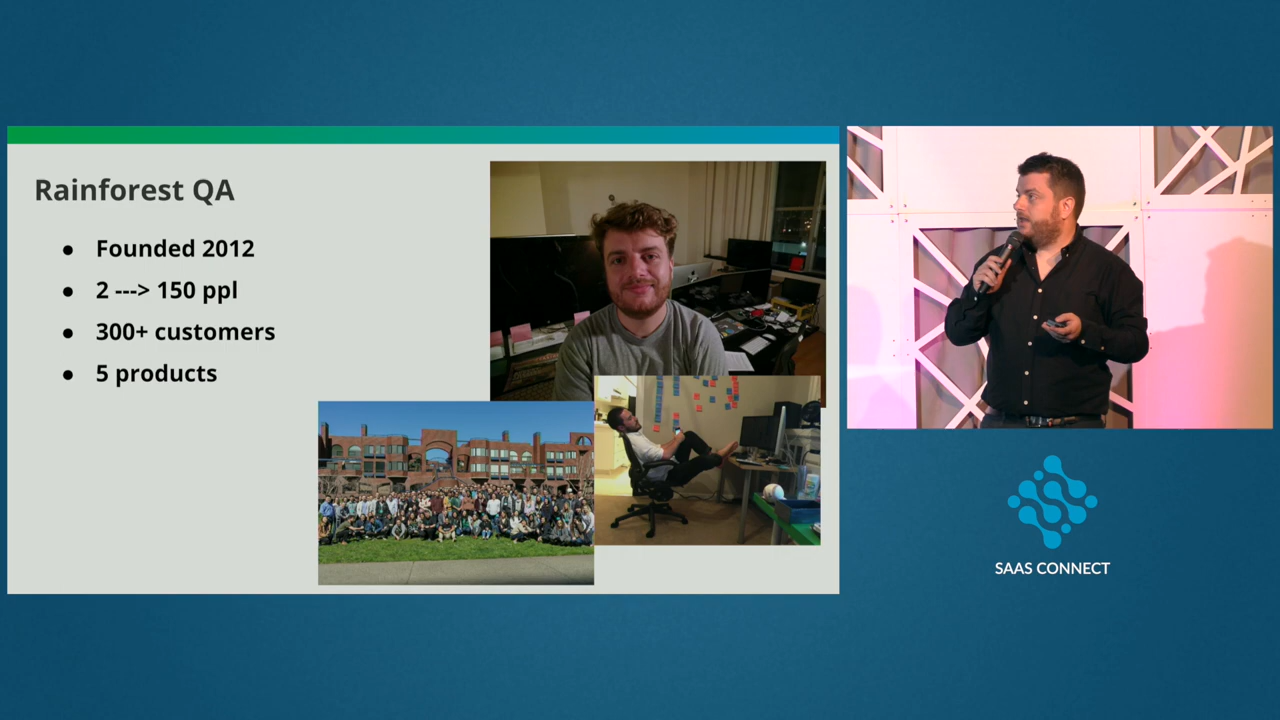 Rainforest QA
● Founded 2012
● 2 ---> 150 ppl
● 300+ customers
● 5 products
SAAS CONNECT